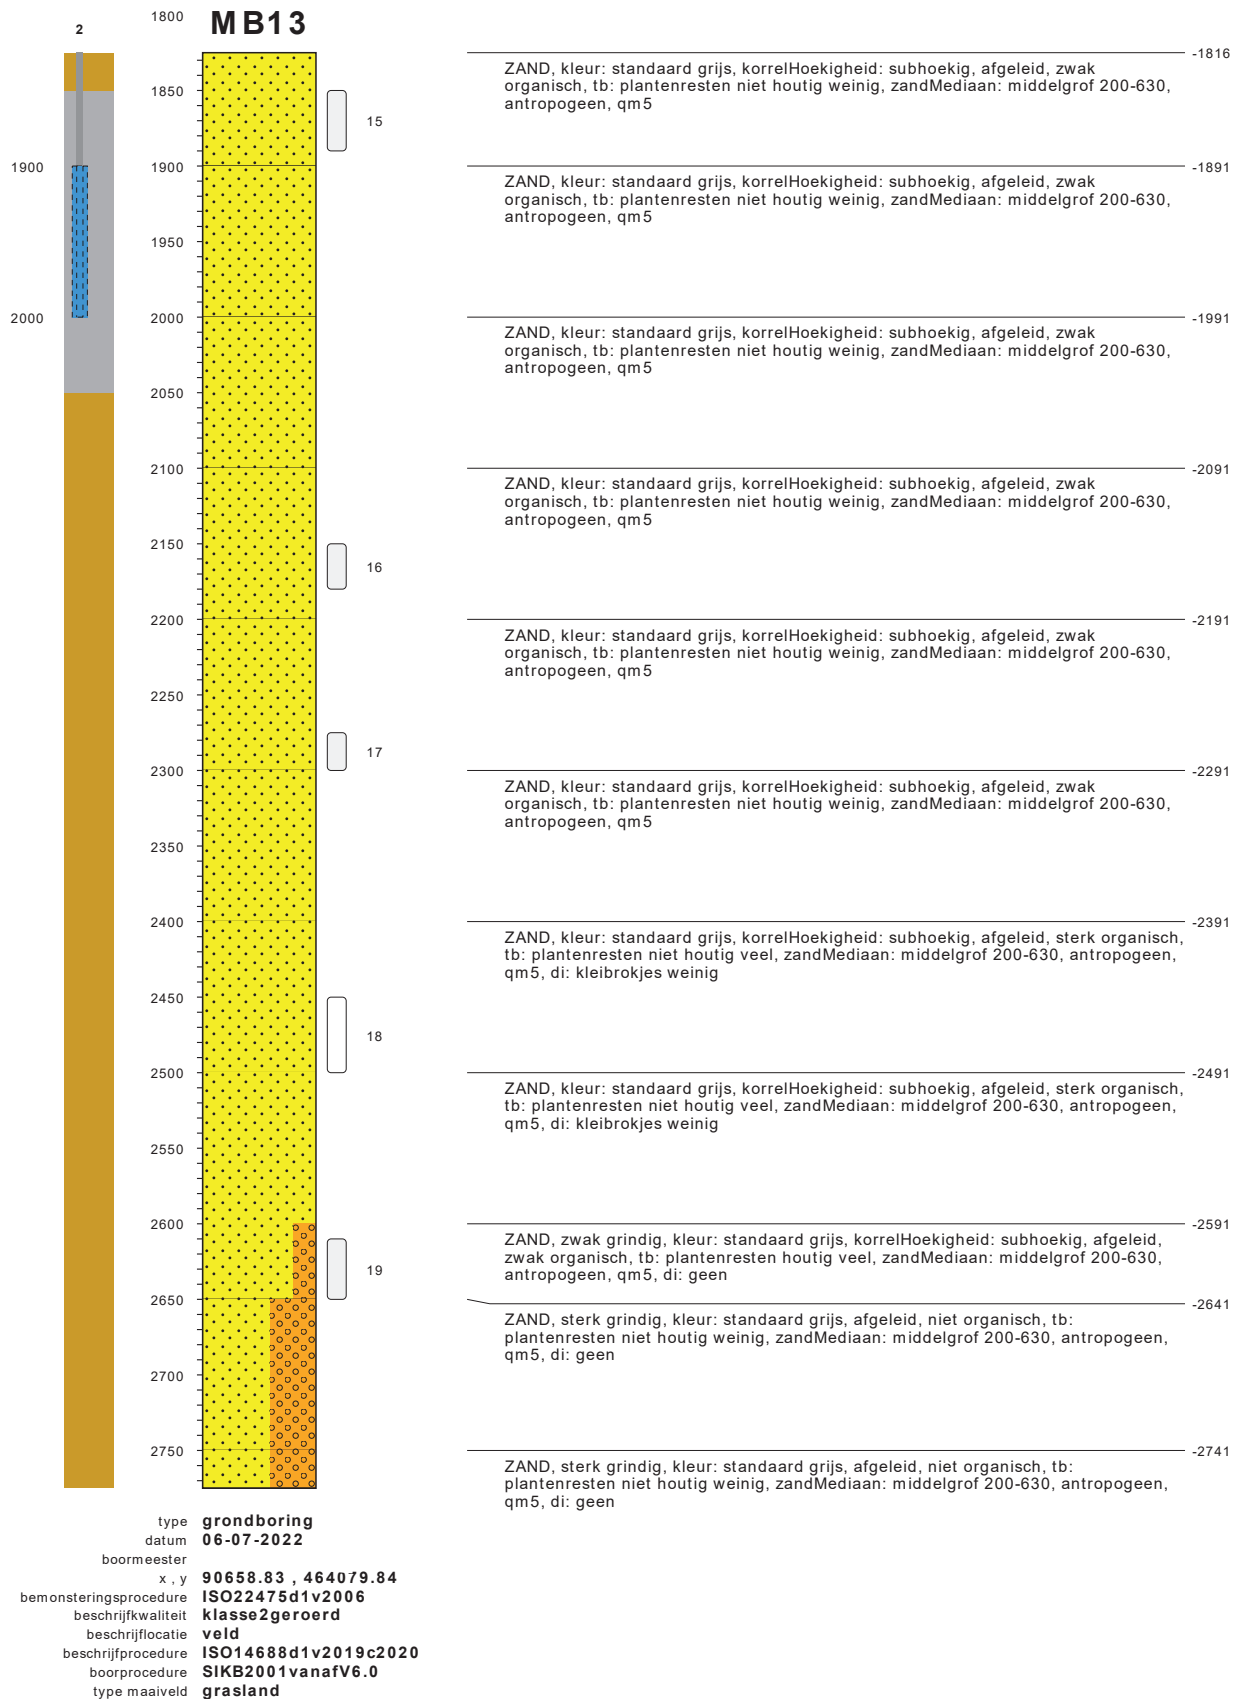 1800
MB13
2
-1816
ZAND, kleur: standaard grijs, korrelHoekigheid: subhoekig, afgeleid, zwak
organisch, tb: plantenresten niet houtig weinig, zandMediaan: middelgrof 200-630,
antropogeen, qm5
1850
15
1900
1900
-1891
ZAND, kleur: standaard grijs, korrelHoekigheid: subhoekig, afgeleid, zwak
organisch, tb: plantenresten niet houtig weinig, zandMediaan: middelgrof 200-630,
antropogeen, qm5
1950
2000
2000
-1991
ZAND, kleur: standaard grijs, korrelHoekigheid: subhoekig, afgeleid, zwak
organisch, tb: plantenresten niet houtig weinig, zandMediaan: middelgrof 200-630,
antropogeen, qm5
2050
2100
-2091
ZAND, kleur: standaard grijs, korrelHoekigheid: subhoekig, afgeleid, zwak
organisch, tb: plantenresten niet houtig weinig, zandMediaan: middelgrof 200-630,
antropogeen, qm5
2150
16
2200
-2191
ZAND, kleur: standaard grijs, korrelHoekigheid: subhoekig, afgeleid, zwak
organisch, tb: plantenresten niet houtig weinig, zandMediaan: middelgrof 200-630,
antropogeen, qm5
2250
17
2300
-2291
ZAND, kleur: standaard grijs, korrelHoekigheid: subhoekig, afgeleid, zwak
organisch, tb: plantenresten niet houtig weinig, zandMediaan: middelgrof 200-630,
antropogeen, qm5
2350
2400
-2391
ZAND, kleur: standaard grijs, korrelHoekigheid: subhoekig, afgeleid, sterk organisch,
tb: plantenresten niet houtig veel, zandMediaan: middelgrof 200-630, antropogeen,
qm5, di: kleibrokjes weinig
2450
18
2500
-2491
ZAND, kleur: standaard grijs, korrelHoekigheid: subhoekig, afgeleid, sterk organisch,
tb: plantenresten niet houtig veel, zandMediaan: middelgrof 200-630, antropogeen,
qm5, di: kleibrokjes weinig
2550
2600
-2591
ZAND, zwak grindig, kleur: standaard grijs, korrelHoekigheid: subhoekig, afgeleid,
zwak organisch, tb: plantenresten houtig veel, zandMediaan: middelgrof 200-630,
antropogeen, qm5, di: geen
19
2650
-2641
ZAND, sterk grindig, kleur: standaard grijs, afgeleid, niet organisch, tb:
plantenresten niet houtig weinig, zandMediaan: middelgrof 200-630, antropogeen,
qm5, di: geen
2700
2750
-2741
ZAND, sterk grindig, kleur: standaard grijs, afgeleid, niet organisch, tb:
plantenresten niet houtig weinig, zandMediaan: middelgrof 200-630, antropogeen,
qm5, di: geen
type grondboring
datum 06-07-2022
boormeester
x , y 90658.83 , 464079.84
bemonsteringsprocedure ISO22475d1v2006
beschrijfkwaliteit klasse2geroerd
beschrijflocatie veld
beschrijfprocedure ISO14688d1v2019c2020
boorprocedure SIKB2001vanafV6.0
type maaiveld grasland